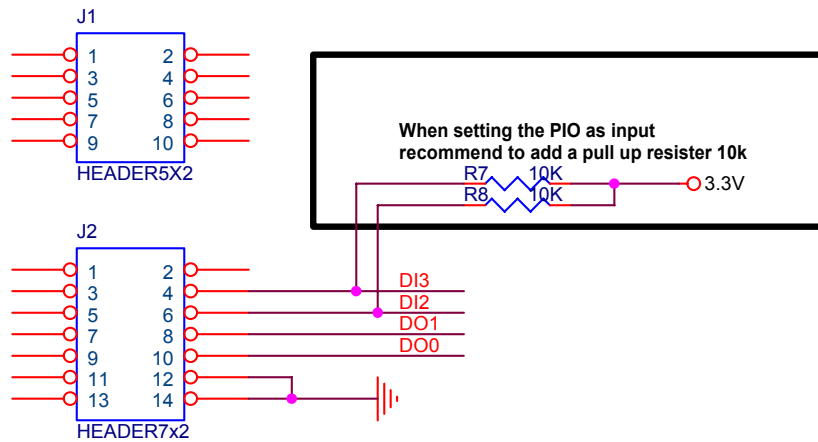 J1
1 2
3 4
5 6
7 8
9 10
HEADER5X2
When setting the PIO as input
recommend to add a pull up resister 10k
R7 10K
R8 10K
3.3V
J2
1 2
3 4 DI3
5 6 DI2
7 8 DO1
9 10 DO0
11 12
13 14
HEADER7x2